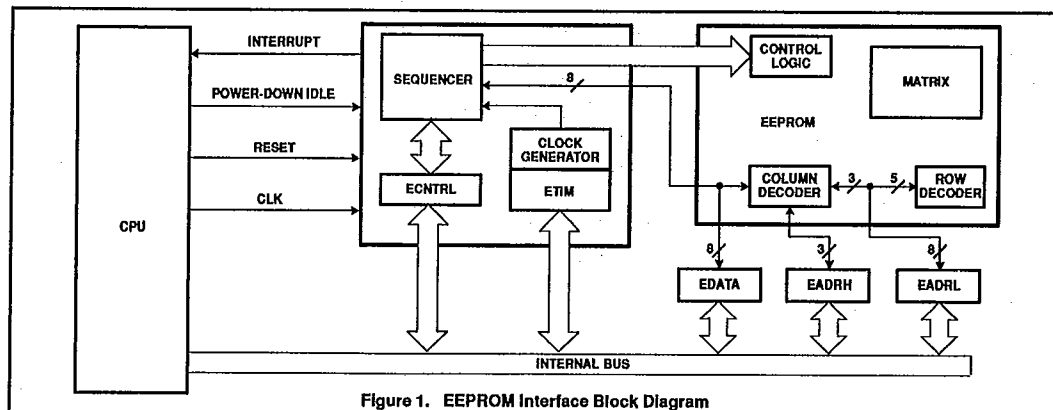 INTERRUPT
POWER-DOWN IDLE
RESET
CLK
CPU
SEQUENCER
8
CLOCK
GENERATOR
ECNTRL
ETIM
CONTROL
LOGIC
MATRIX
EEPROM
COLUMN
DECODER
3
5
ROW
DECODER
8
3
8
EDATA
EADRH
EADRL
INTERNAL BUS
Figure 1. EEPROM Interface Block Diagram